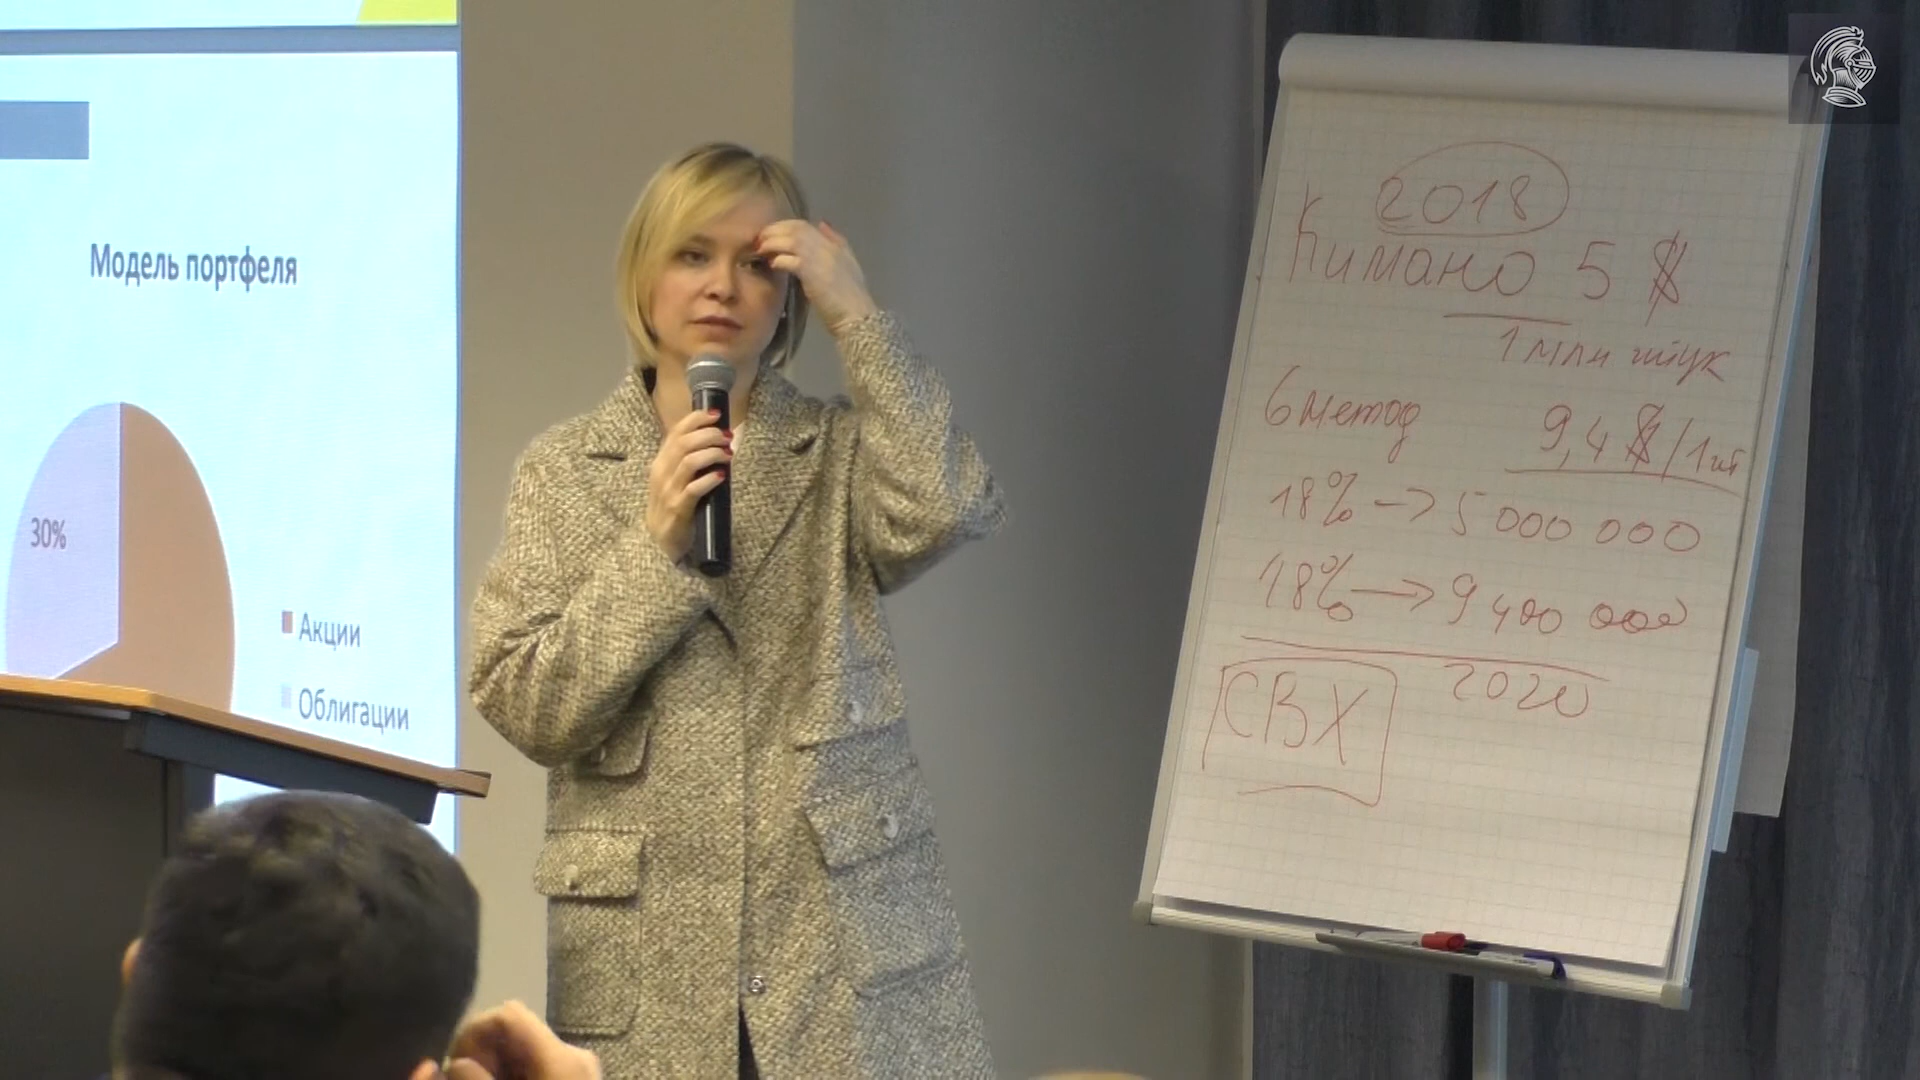 Модель портфеля
30%
Акции
Облигации
2018
Кимано 5 $
1 млн штук
6 метод 9,4 $/1шт
18% -> 5 000 000
18% -> 9 400 000
2020
СВХ